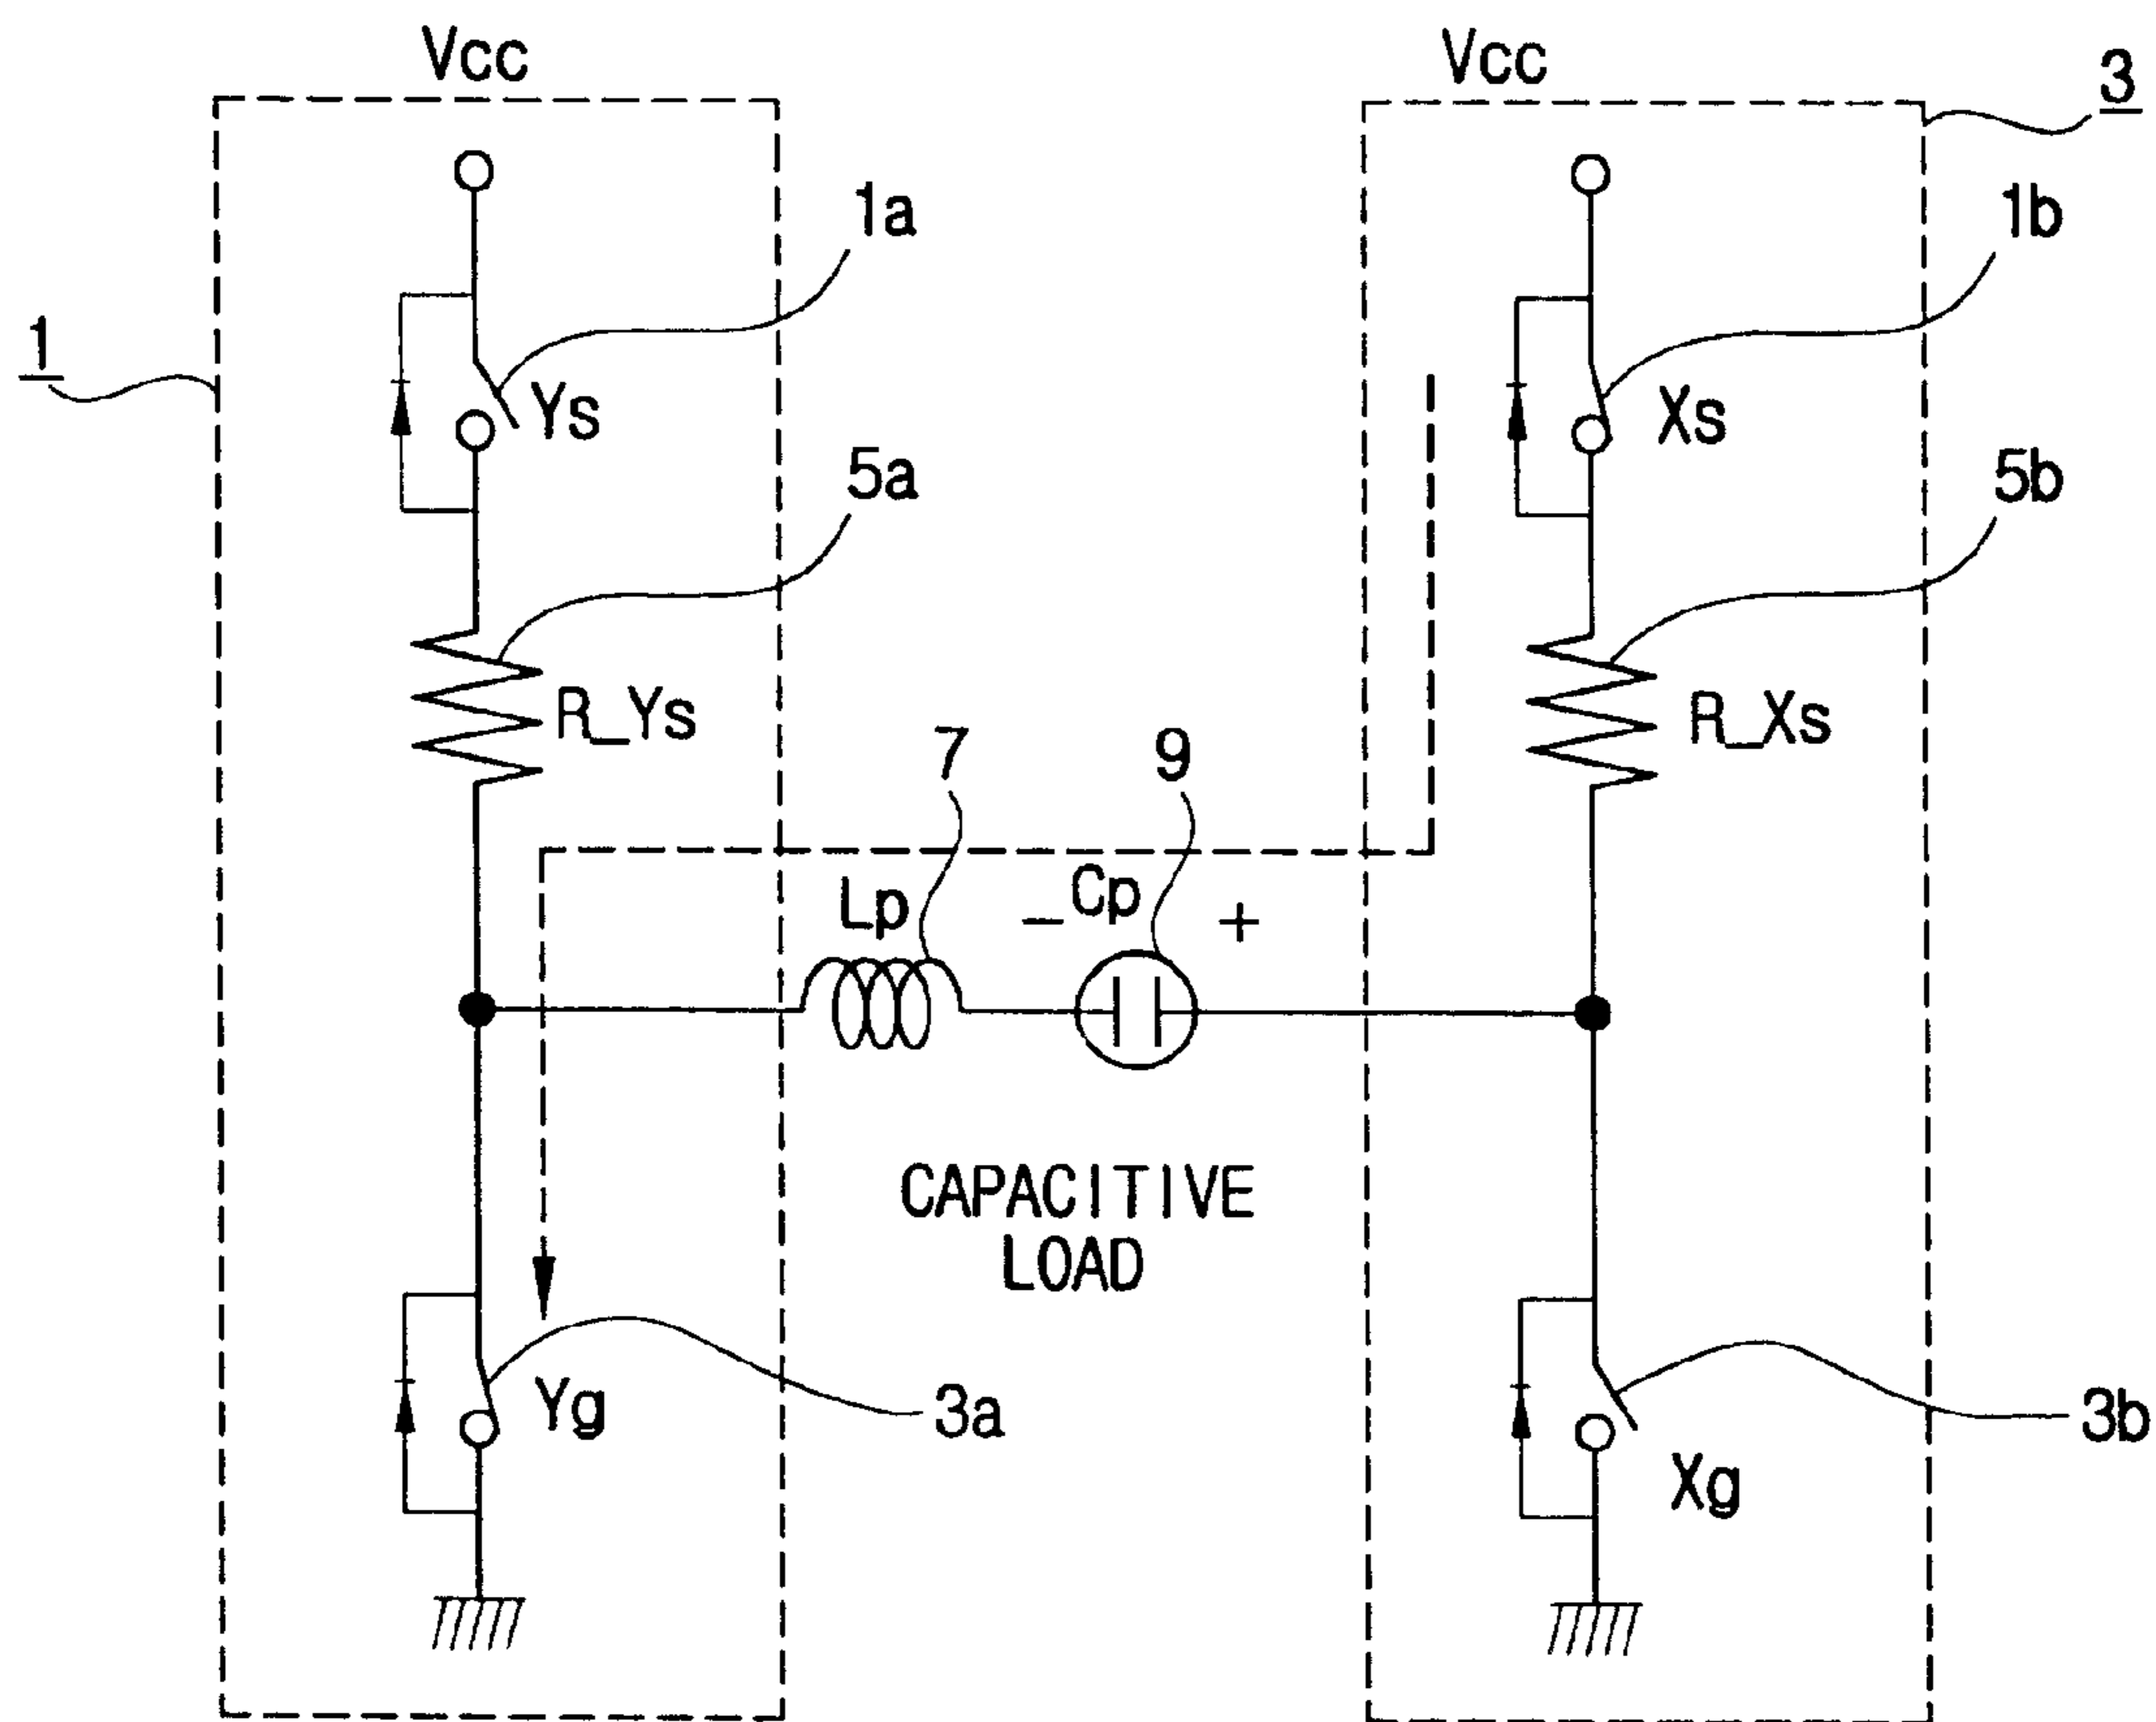 Vcc
Vcc
3
1a
1b
1
Ys
Xs
5a
5b
R_Ys
R_Xs
7
9
Lp
- Cp +
CAPACITIVE
LOAD
Yg
3a
Xg
3b